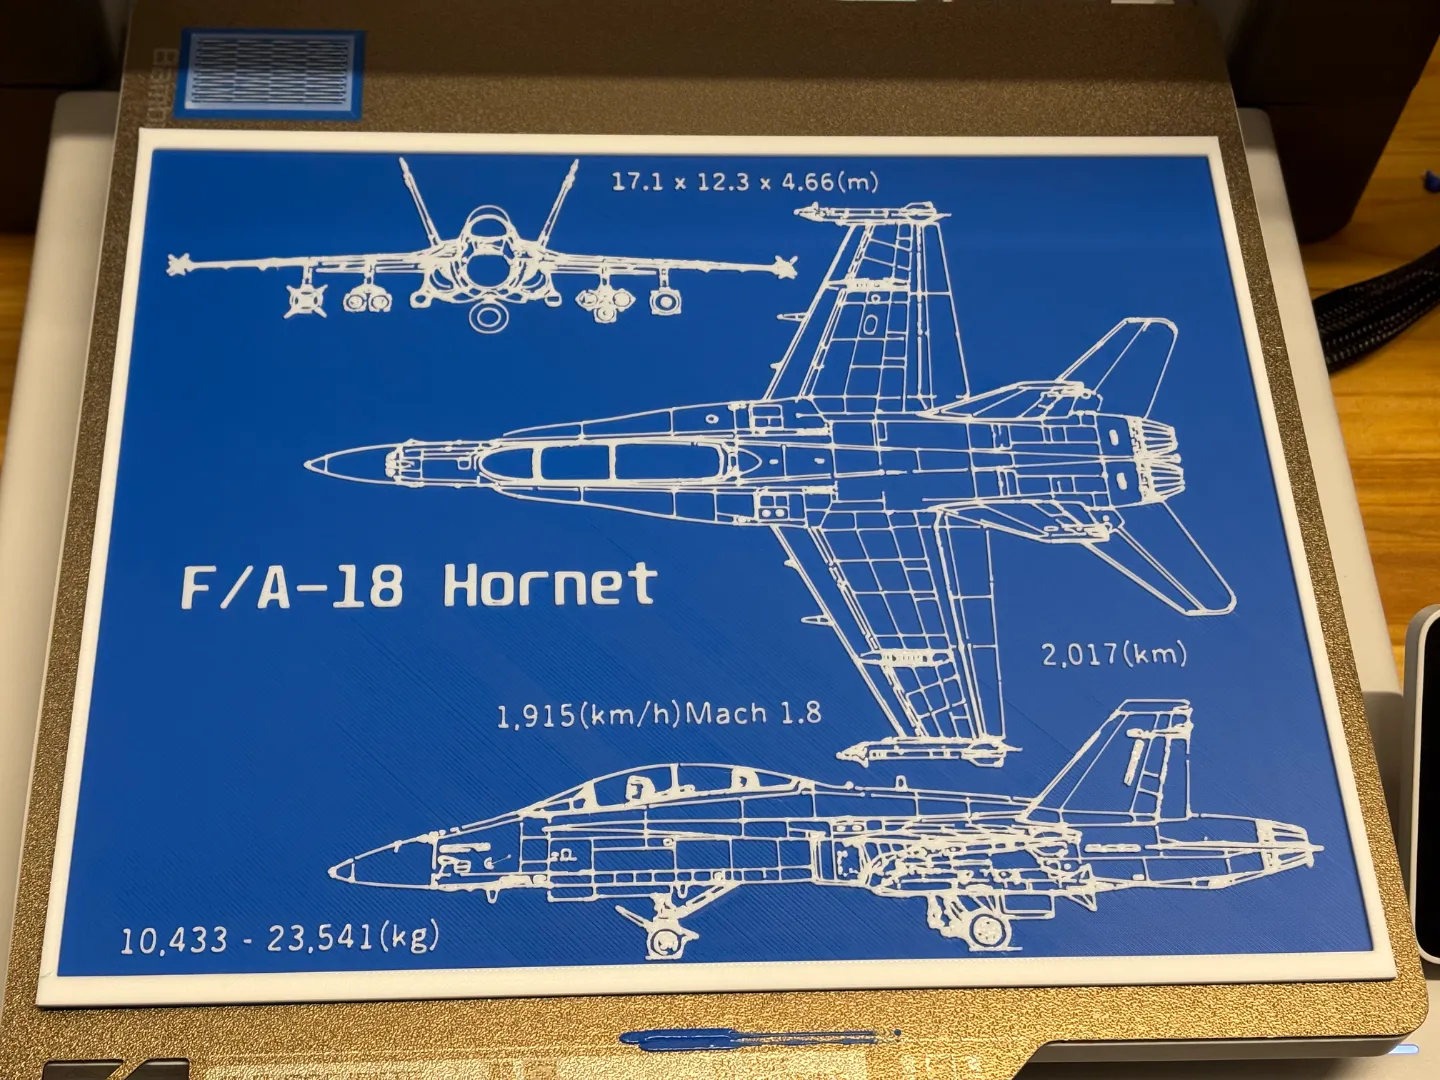 17.1 x 12.3 x 4.66(m)
F/A-18 Hornet
2,017(km)
1,915(km/h)Mach 1.8
10,433 - 23,541(kg)